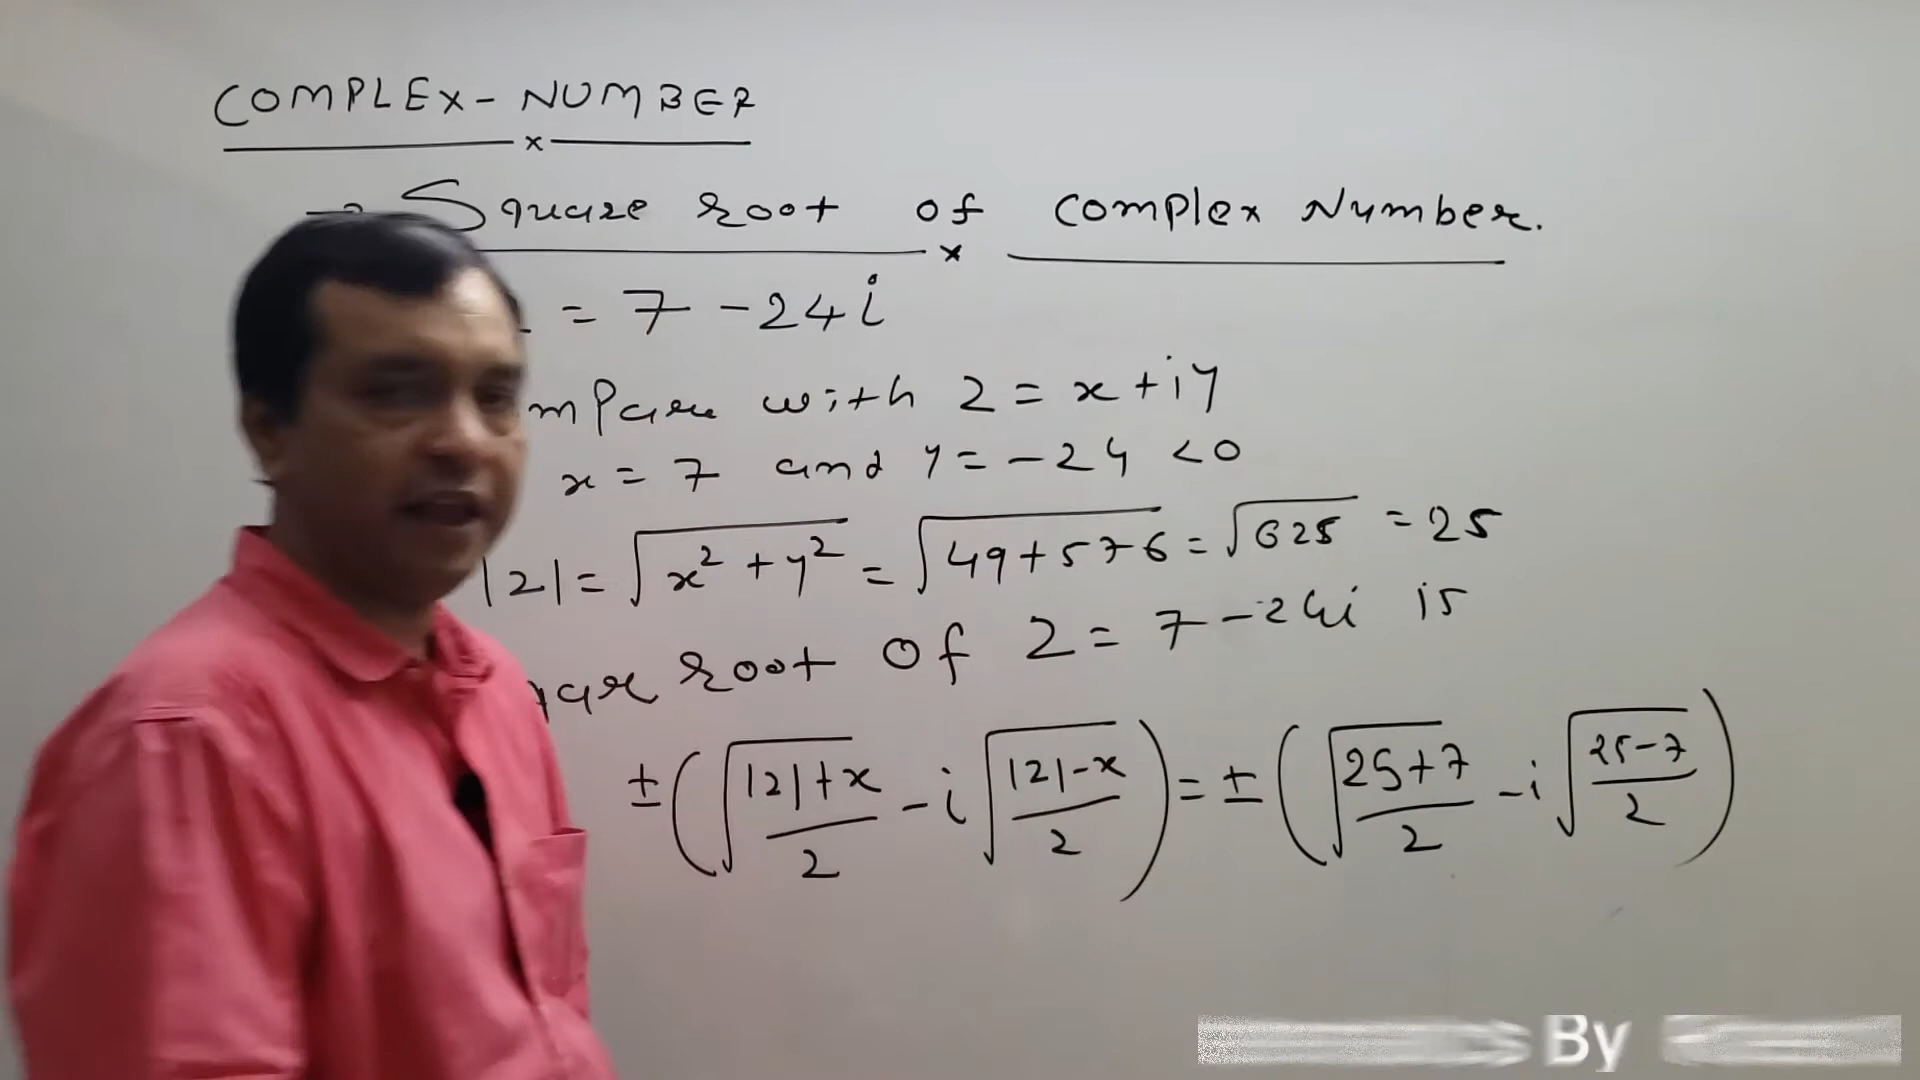 COMPLEX-NUMBER
x
→ Square root of complex Number.
x
= 7 - 24i
mpare with z = x + iy
x = 7 and y = -24 < 0
|z| = √(x² + y²) = √(49 + 576) = √625 = 25
uare root of z = 7 - 24i is
± (√((|z| + x)/2) - i √((|z| - x)/2)) = ± (√((25 + 7)/2) - i √((25 - 7)/2))
By